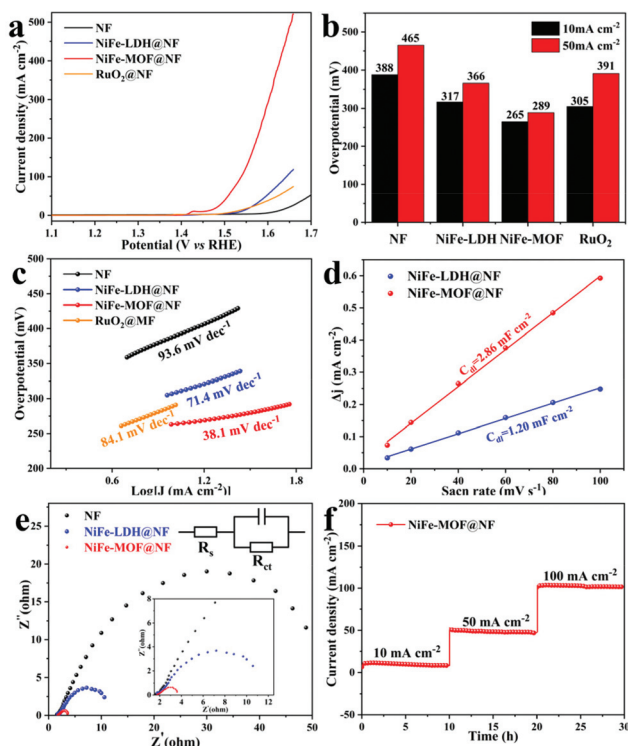 a
Current density (mA cm⁻²)
500
400
300
200
100
0
NF
NiFe-LDH@NF
NiFe-MOF@NF
RuO₂@NF
1.1 1.2 1.3 1.4 1.5 1.6 1.7
Potential (V vs RHE)
b
Overpotential (mV)
500
400
300
200
100
0
10mA cm⁻²
50mA cm⁻²
388 465
317 366
265 289
305 391
NF NiFe-LDH NiFe-MOF RuO₂
c
Overpotential (mV)
500
450
400
350
300
250
200
NF
NiFe-LDH@NF
NiFe-MOF@NF
RuO₂@MF
93.6 mV dec⁻¹
71.4 mV dec⁻¹
84.1 mV dec⁻¹
38.1 mV dec⁻¹
0.6 1.2 1.8
Log[J (mA cm⁻²)]
d
Δj (mA cm⁻²)
0.6
0.4
0.2
0.0
NiFe-LDH@NF
NiFe-MOF@NF
Cdl=2.86 mF cm⁻²
Cdl=1.20 mF cm⁻²
0 20 40 60 80 100
Sacn rate (mV s⁻¹)
e
Z''(ohm)
25
20
15
10
5
0
NF
NiFe-LDH@NF
NiFe-MOF@NF
Rs
Rct
Z''(ohm)
8
6
4
2
0
2 4 6 8 10 12
Z'(ohm)
0 10 20 30 40 50
Z'(ohm)
f
Current density (mA cm⁻²)
200
150
100
50
0
-50
NiFe-MOF@NF
10 mA cm⁻²
50 mA cm⁻²
100 mA cm⁻²
0 5 10 15 20 25 30
Time (h)